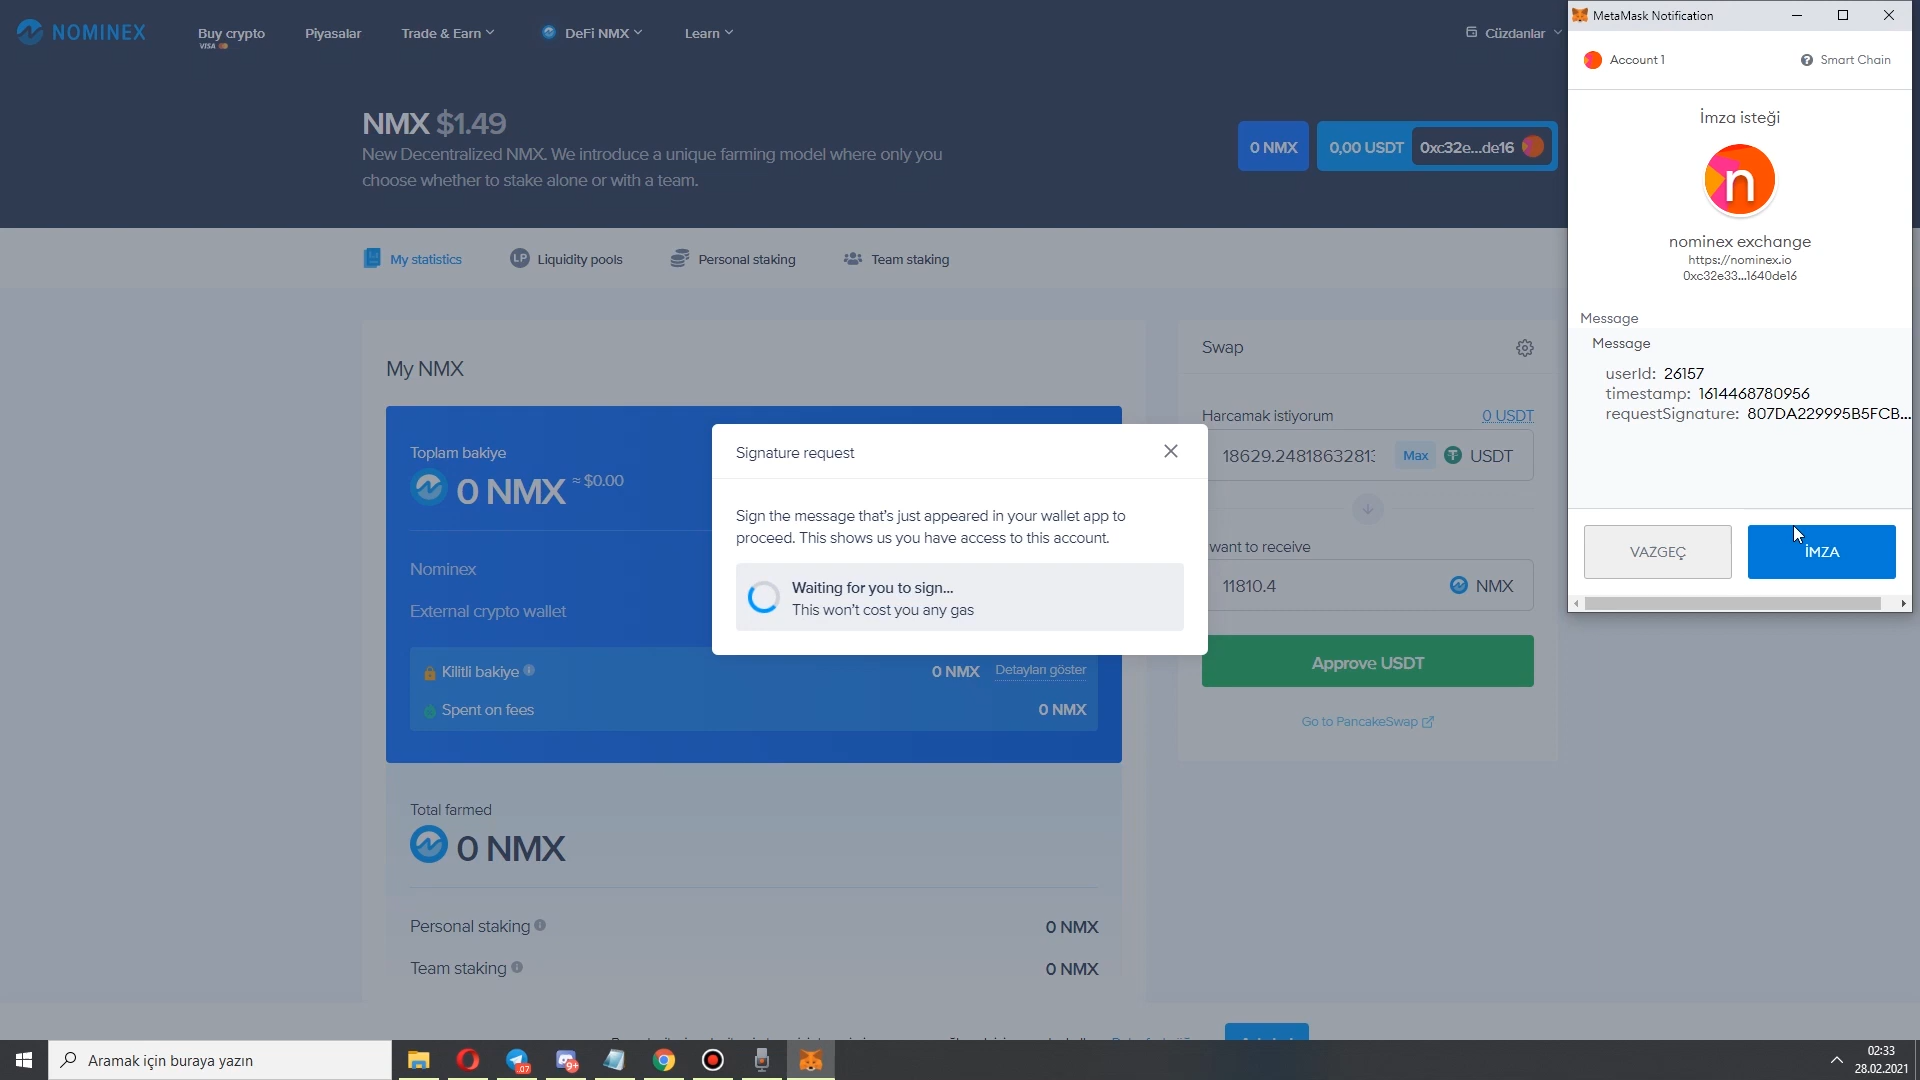 NOMINEX
Buy crypto
VISA
Piyasalar
Trade & Earn
DeFi NMX
Learn
Cüzdanlar
NMX $1.49
New Decentralized NMX. We introduce a unique farming model where only you
choose whether to stake alone or with a team.
0 NMX
0,00 USDT
0xc32e...de16
My statistics
LP
Liquidity pools
Personal staking
Team staking
My NMX
Toplam bakiye
0 NMX ≈ $0.00
Nominex
External crypto wallet
Kilitli bakiye
0 NMX
Detayları göster
Spent on fees
0 NMX
Total farmed
0 NMX
Personal staking
0 NMX
Team staking
0 NMX
Signature request
Sign the message that's just appeared in your wallet app to
proceed. This shows us you have access to this account.
Waiting for you to sign...
This won't cost you any gas
Swap
Harcamak istiyorum
0 USDT
18629.2481863281
Max
USDT
want to receive
11810.4
NMX
Approve USDT
Go to PancakeSwap
MetaMask Notification
Account 1
Smart Chain
İmza isteği
n
nominex exchange
https://nominex.io
0xc32e33...1640de16
Message
Message
userId: 26157
timestamp: 1614468780956
requestSignature: 807DA229995B5FCB...
VAZGEÇ
İMZA
Aramak için buraya yazın
.07
9+
02:33
28.02.2021